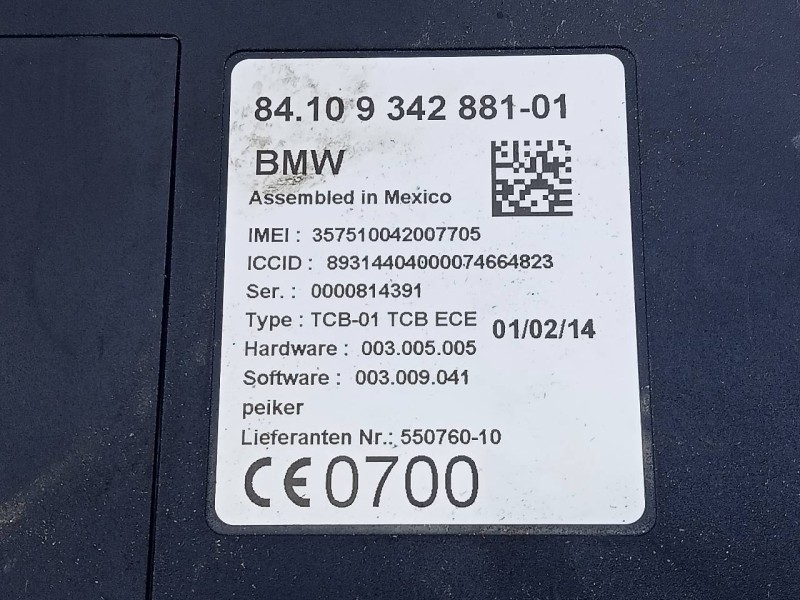 84.10 9 342 881-01
BMW
Assembled in Mexico
IMEI : 357510042007705
ICCID : 89314404000074664823
Ser. : 0000814391
Type : TCB-01 TCB ECE 01/02/14
Hardware : 003.005.005
Software : 003.009.041
peiker
Lieferanten Nr.: 550760-10
CE0700